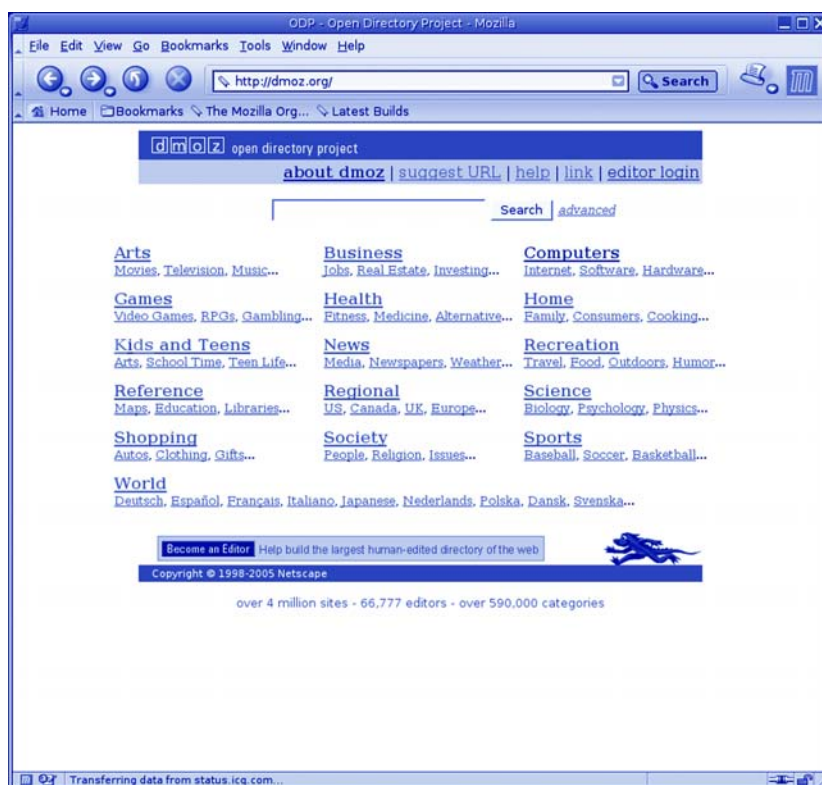 ODP - Open Directory Project - Mozilla
File Edit View Go Bookmarks Tools Window Help
http://dmoz.org/ Search
Home Bookmarks The Mozilla Org... Latest Builds
dmoz open directory project
about dmoz | suggest URL | help | link | editor login
Search advanced
Arts Business Computers
Movies, Television, Music... Jobs, Real Estate, Investing... Internet, Software, Hardware...
Games Health Home
Video Games, RPGs, Gambling... Fitness, Medicine, Alternative... Family, Consumers, Cooking...
Kids and Teens News Recreation
Arts, School Time, Teen Life... Media, Newspapers, Weather... Travel, Food, Outdoors, Humor...
Reference Regional Science
Maps, Education, Libraries... US, Canada, UK, Europe... Biology, Psychology, Physics...
Shopping Society Sports
Autos, Clothing, Gifts... People, Religion, Issues... Baseball, Soccer, Basketball...
World
Deutsch, Español, Français, Italiano, Japanese, Nederlands, Polska, Dansk, Svenska...
Become an Editor Help build the largest human-edited directory of the web
Copyright © 1998-2005 Netscape
over 4 million sites - 66,777 editors - over 590,000 categories
Transferring data from status.icq.com...